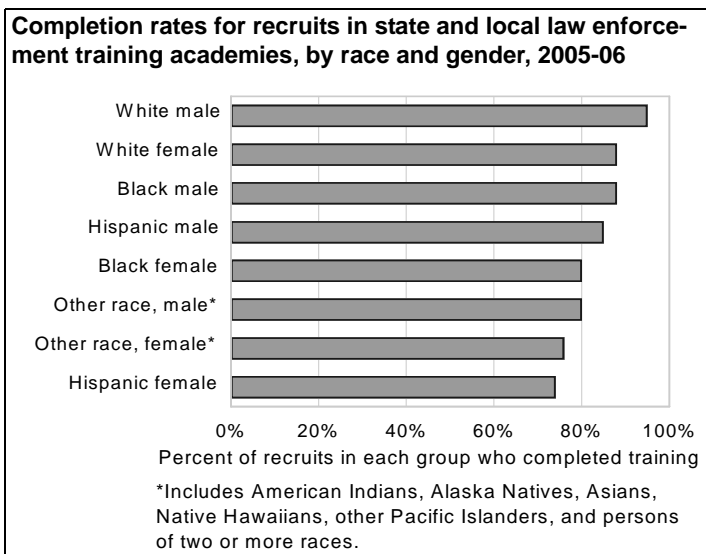 Completion rates for recruits in state and local law enforce-
ment training academies, by race and gender, 2005-06
White male
White female
Black male
Hispanic male
Black female
Other race, male*
Other race, female*
Hispanic female
0% 20% 40% 60% 80% 100%
Percent of recruits in each group who completed training
*Includes American Indians, Alaska Natives, Asians,
Native Hawaiians, other Pacific Islanders, and persons
of two or more races.